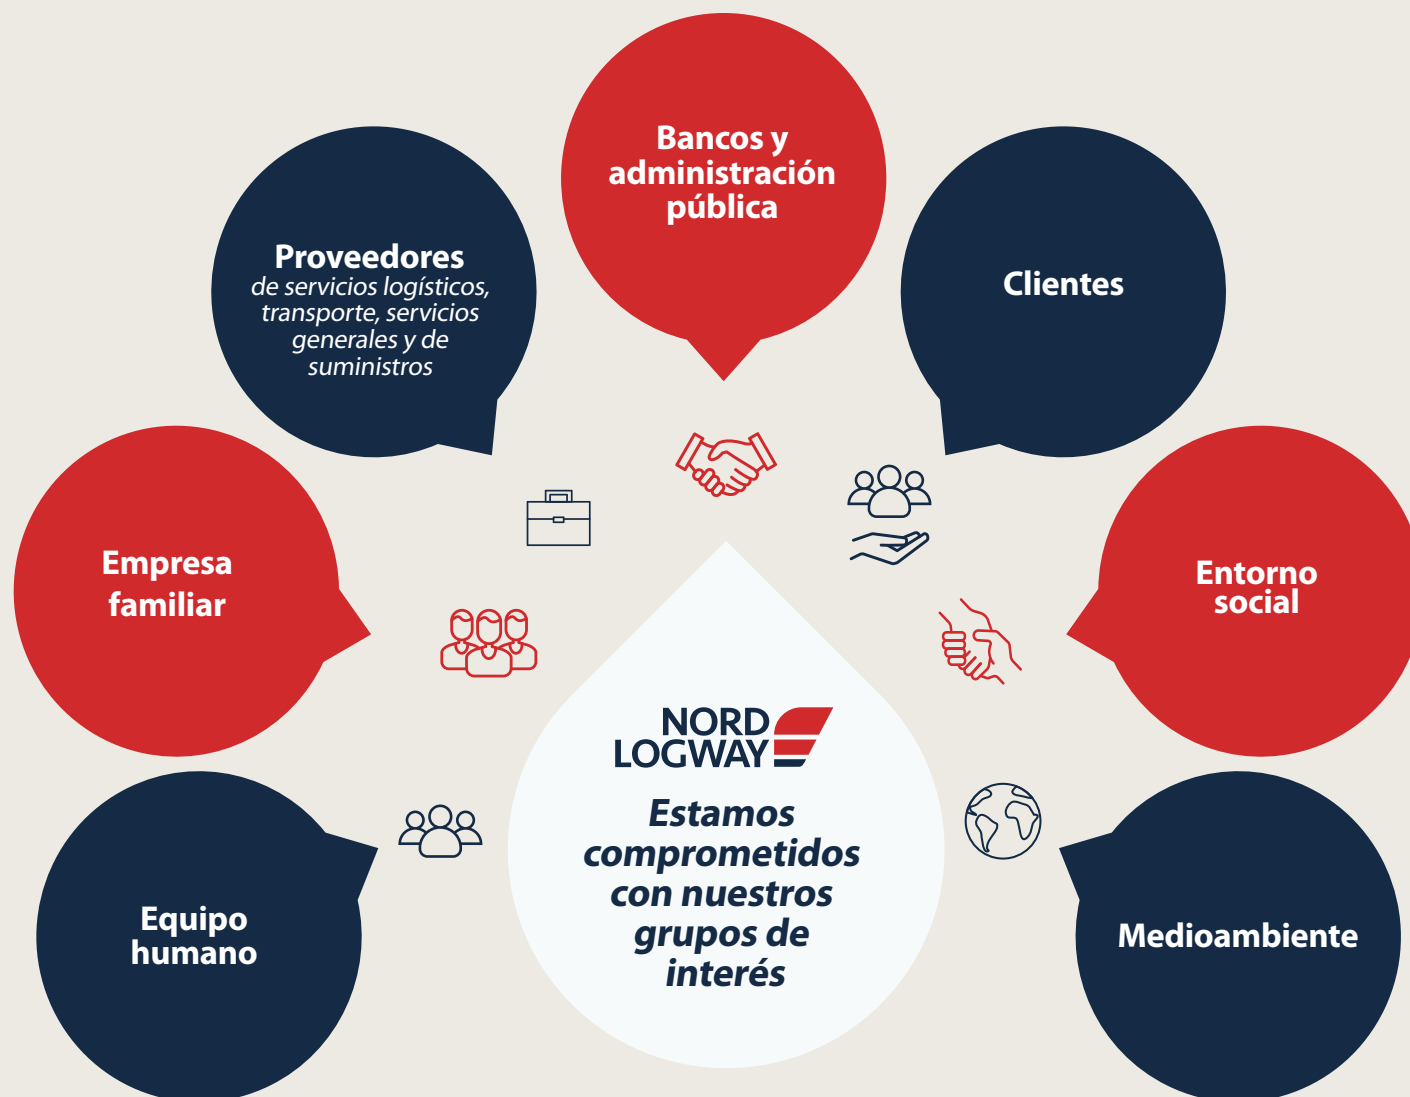 Bancos y
administración
pública
Proveedores
de servicios logísticos,
transporte, servicios
generales y de
suministros
Clientes
Empresa
familiar
Entorno
social
NORD
LOGWAY
Estamos
comprometidos
con nuestros
grupos de
interés
Equipo
humano
Medioambiente